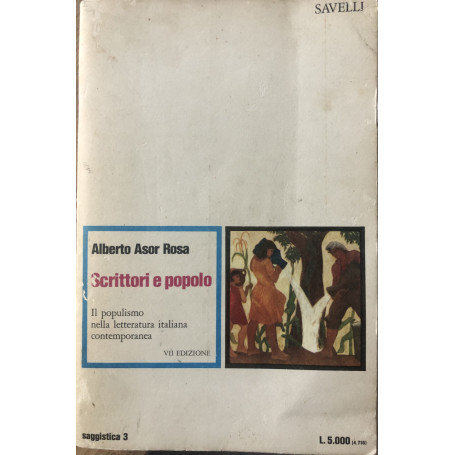 SAVELLI
Alberto Asor Rosa
Scrittori e popolo
Il populismo
nella letteratura italiana
contemporanea
VII EDIZIONE
saggistica 3
L. 5.000